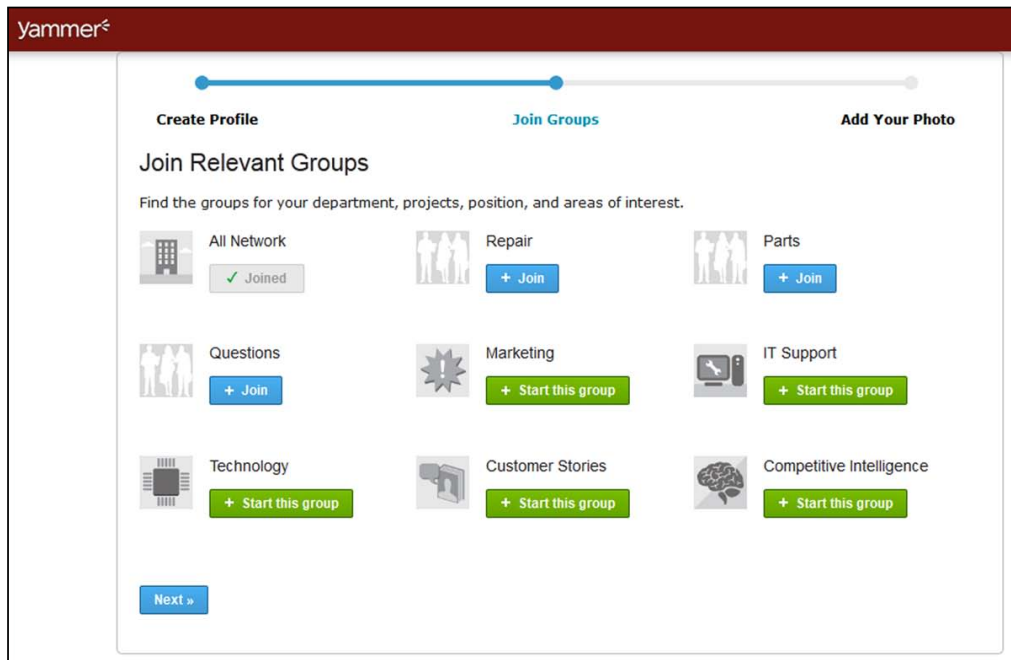 yammer
Create Profile
Join Groups
Add Your Photo
Join Relevant Groups
Find the groups for your department, projects, position, and areas of interest.
All Network
✓ Joined
Repair
+ Join
Parts
+ Join
Questions
+ Join
Marketing
+ Start this group
IT Support
+ Start this group
Technology
+ Start this group
Customer Stories
+ Start this group
Competitive Intelligence
+ Start this group
Next »